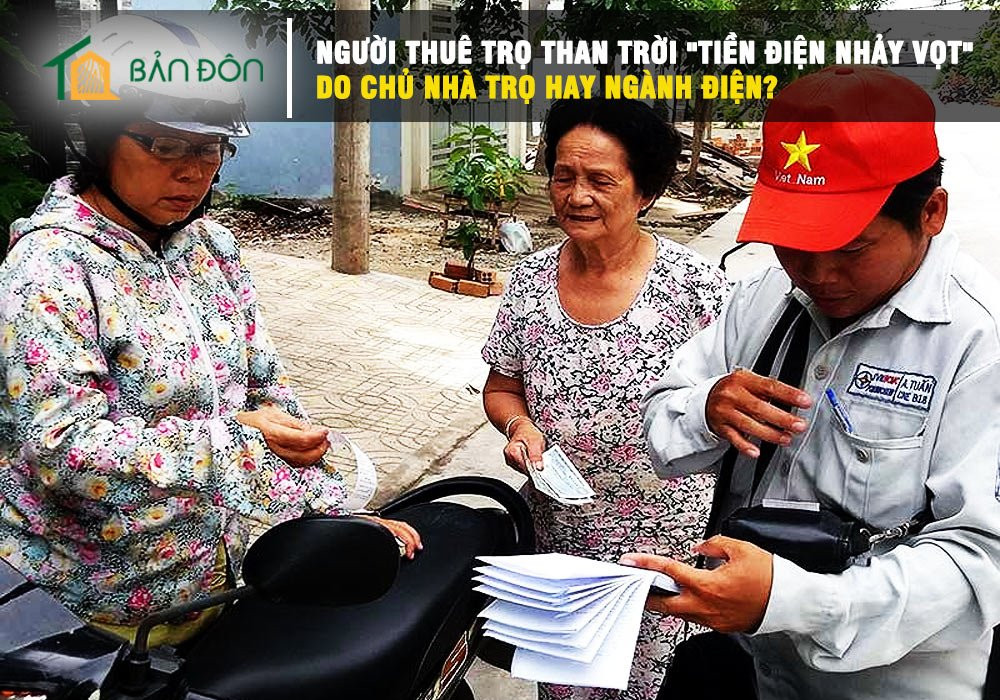 BẢN ĐÔN
NGƯỜI THUÊ TRỌ THAN TRỜI "TIỀN ĐIỆN NHẢY VỌT"
DO CHỦ NHÀ TRỌ HAY NGÀNH ĐIỆN?
Viet Nam
A. TUẤN